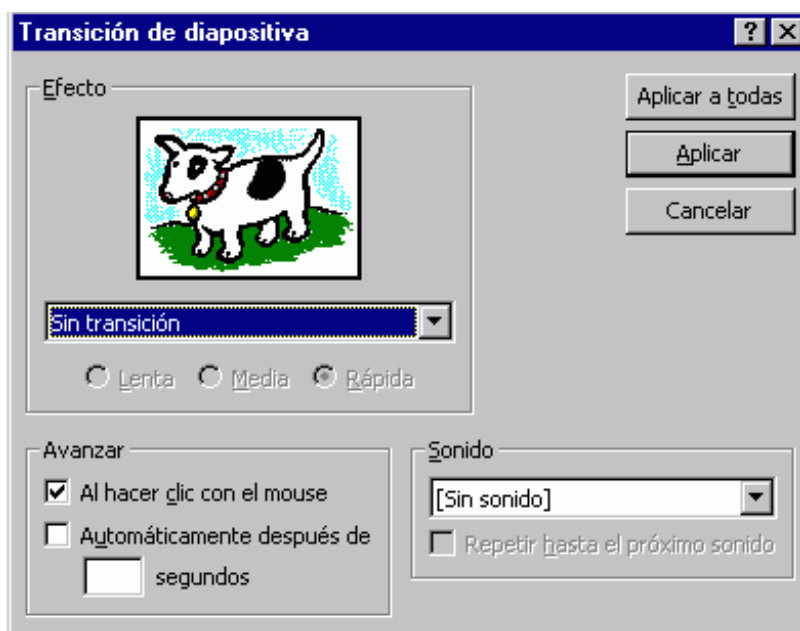 Transición de diapositiva
Efecto
Aplicar a todas
Aplicar
Cancelar
Sin transición
Lenta Media Rápida
Avanzar
Al hacer clic con el mouse
Automáticamente después de
segundos
Sonido
[Sin sonido]
Repetir hasta el próximo sonido